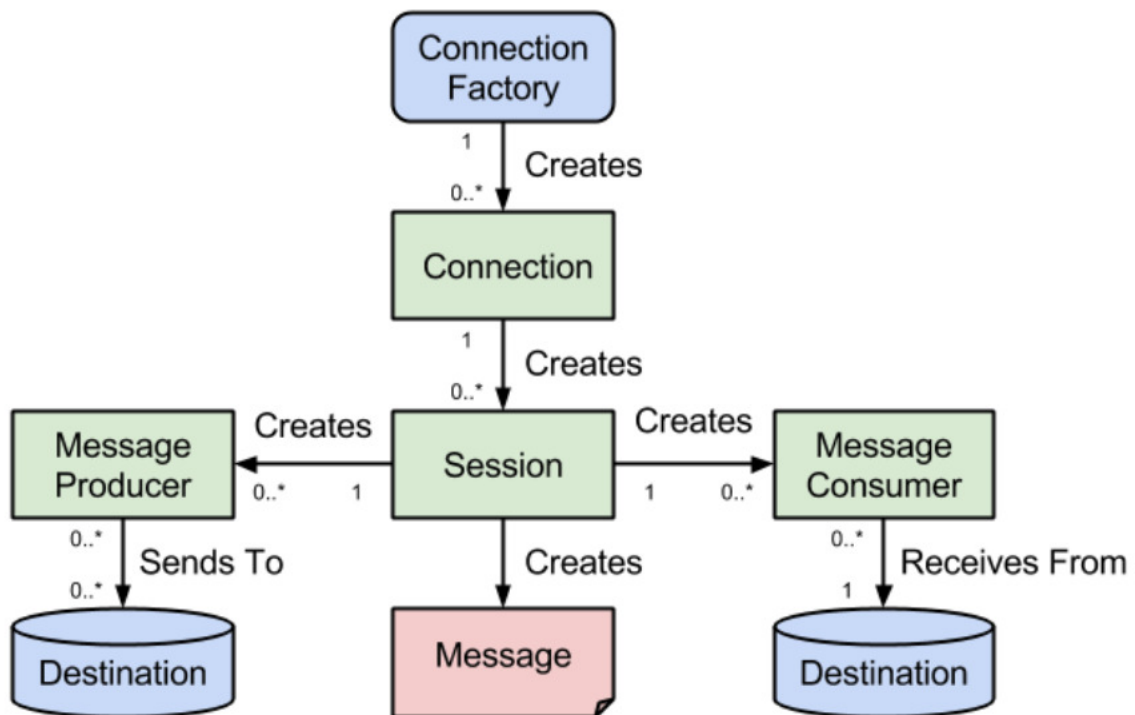 Connection
Factory
1
Creates
0..*
Connection
1
Creates
0..*
Message
Producer
Creates
0..*
1
Session
Creates
1
0..*
Message
Consumer
0..*
Sends To
0..*
Creates
0..*
Receives From
1
Destination
Message
Destination